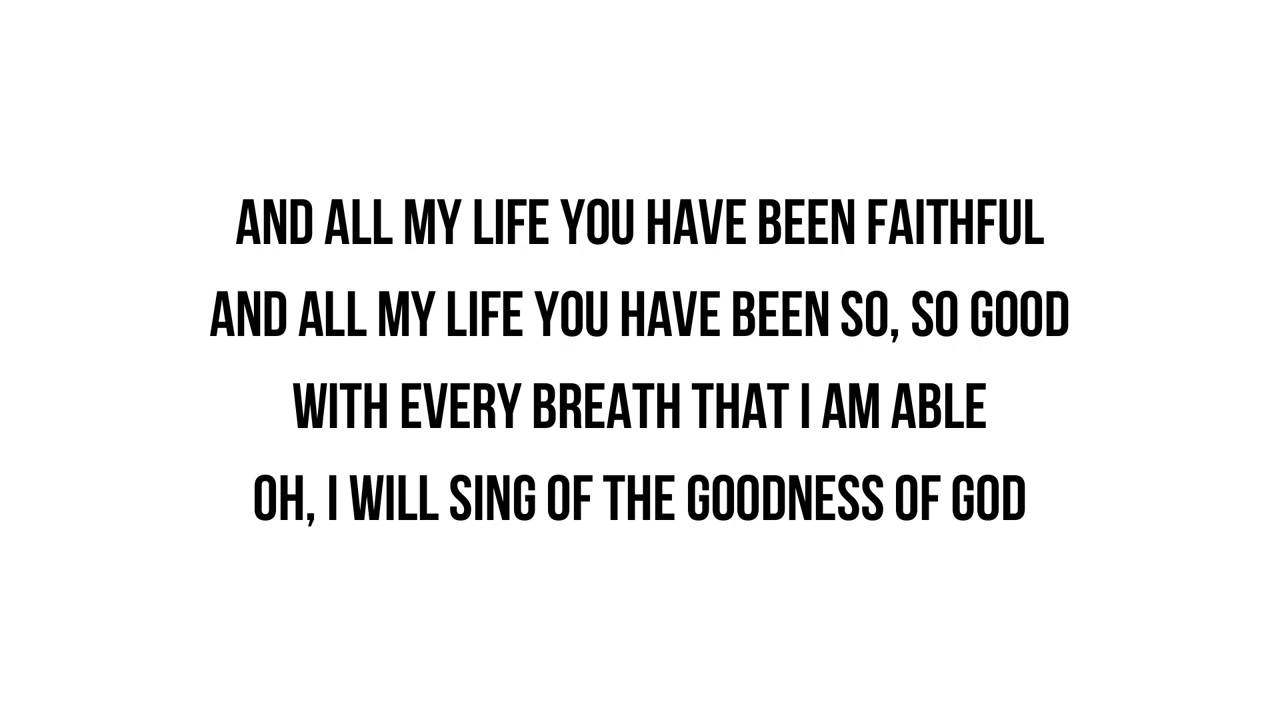 AND ALL MY LIFE YOU HAVE BEEN FAITHFUL
AND ALL MY LIFE YOU HAVE BEEN SO, SO GOOD
WITH EVERY BREATH THAT I AM ABLE
OH, I WILL SING OF THE GOODNESS OF GOD